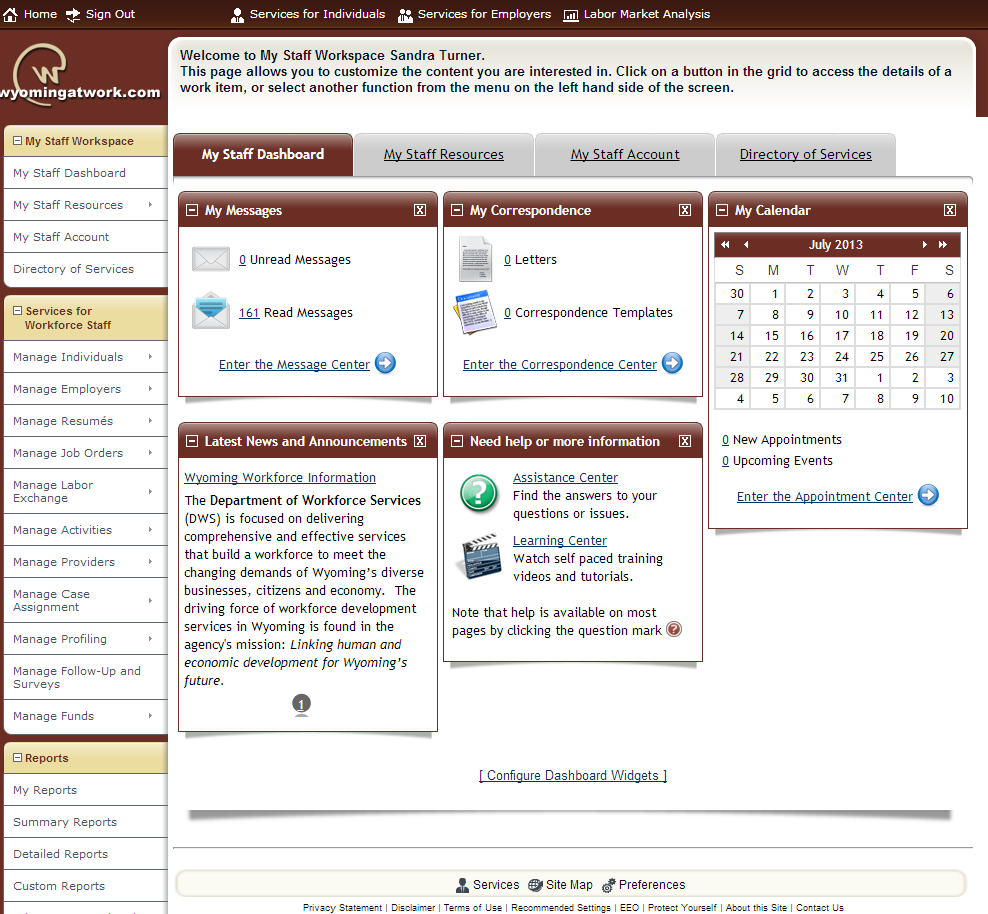 Home Sign Out Services for Individuals Services for Employers Labor Market Analysis
W
wyomingatwork.com
Welcome to My Staff Workspace Sandra Turner.
This page allows you to customize the content you are interested in. Click on a button in the grid to access the details of a
work item, or select another function from the menu on the left hand side of the screen.
My Staff Workspace
My Staff Dashboard
My Staff Resources
My Staff Account
Directory of Services
Services for
Workforce Staff
Manage Individuals
Manage Employers
Manage Resumés
Manage Job Orders
Manage Labor
Exchange
Manage Activities
Manage Providers
Manage Case
Assignment
Manage Profiling
Manage Follow-Up and
Surveys
Manage Funds
Reports
My Reports
Summary Reports
Detailed Reports
Custom Reports
My Staff Dashboard My Staff Resources My Staff Account Directory of Services
My Messages
0 Unread Messages
161 Read Messages
Enter the Message Center
My Correspondence
0 Letters
0 Correspondence Templates
Enter the Correspondence Center
My Calendar
July 2013
S M T W T F S
30 1 2 3 4 5 6
7 8 9 10 11 12 13
14 15 16 17 18 19 20
21 22 23 24 25 26 27
28 29 30 31 1 2 3
4 5 6 7 8 9 10
0 New Appointments
0 Upcoming Events
Enter the Appointment Center
Latest News and Announcements
Wyoming Workforce Information
The Department of Workforce Services
(DWS) is focused on delivering
comprehensive and effective services
that build a workforce to meet the
changing demands of Wyoming's diverse
businesses, citizens and economy. The
driving force of workforce development
services in Wyoming is found in the
agency's mission: Linking human and
economic development for Wyoming's
future.
1
Need help or more information
Assistance Center
Find the answers to your
questions or issues.
Learning Center
Watch self paced training
videos and tutorials.
Note that help is available on most
pages by clicking the question mark ?
[ Configure Dashboard Widgets ]
Services Site Map Preferences
Privacy Statement | Disclaimer | Terms of Use | Recommended Settings | EEO | Protect Yourself | About this Site | Contact Us